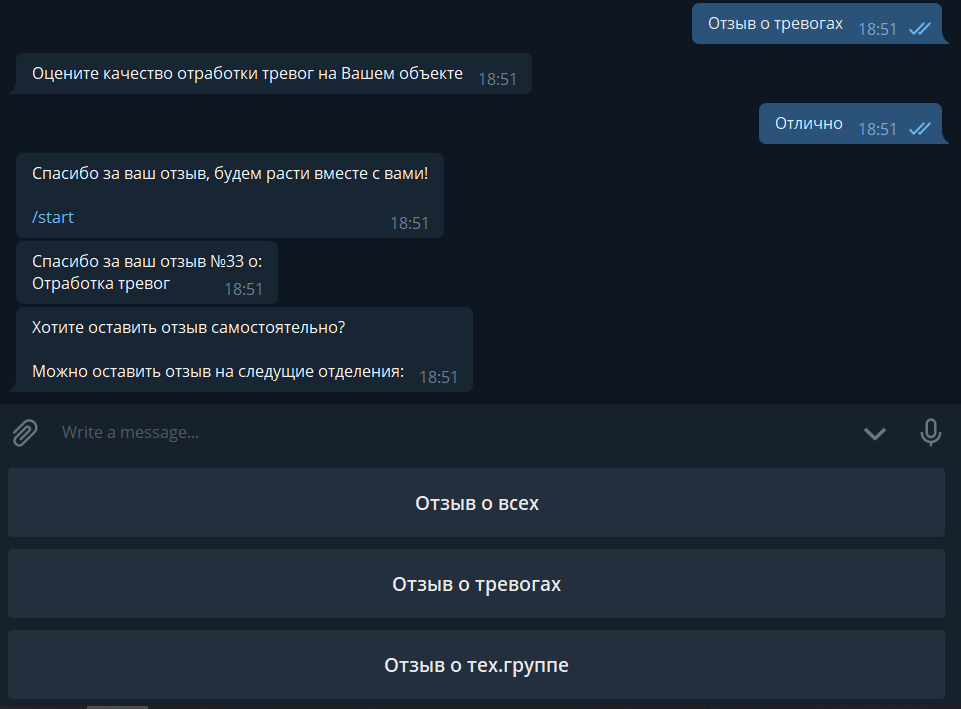 Отзыв о тревогах 18:51
Оцените качество отработки тревог на Вашем объекте 18:51
Отлично 18:51
Спасибо за ваш отзыв, будем расти вместе с вами!
/start 18:51
Спасибо за ваш отзыв №33 о:
Отработка тревог 18:51
Хотите оставить отзыв самостоятельно?
Можно оставить отзыв на следущие отделения: 18:51
Write a message...
Отзыв о всех
Отзыв о тревогах
Отзыв о тех.группе